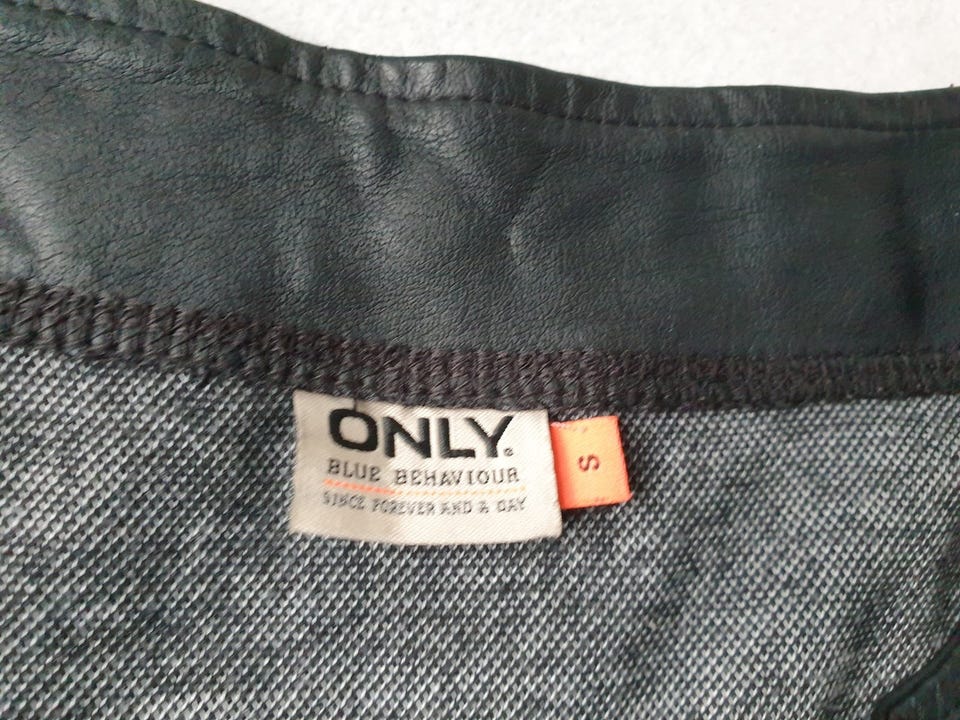 ONLY®
BLUE BEHAVIOUR
SINCE FOREVER AND A DAY
S